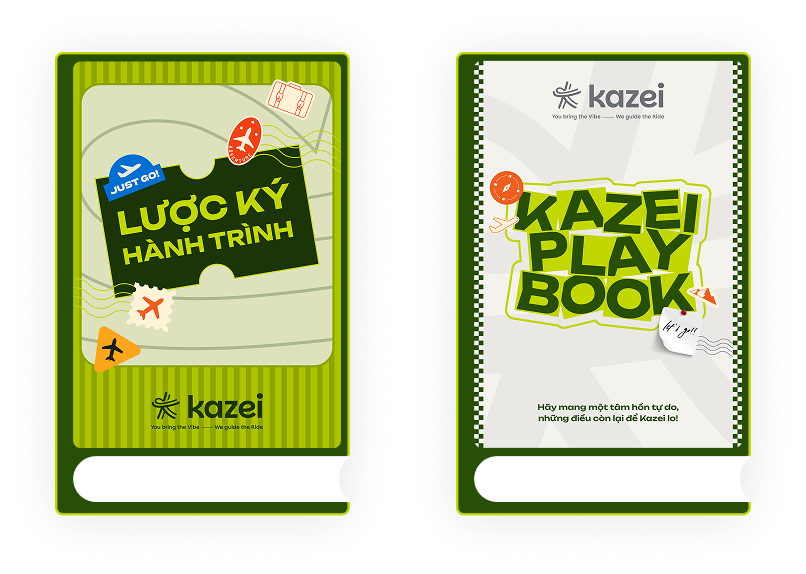 JUST GO!
ADVENTURE
LƯỢC KÝ
HÀNH TRÌNH
kazei
You bring the Vibe —— We guide the Ride
kazei
You bring the Vibe —— We guide the Ride
KAZEI
PLAY
BOOK
let's go!!
Hãy mang một tâm hồn tự do,
những điều còn lại để Kazei lo!